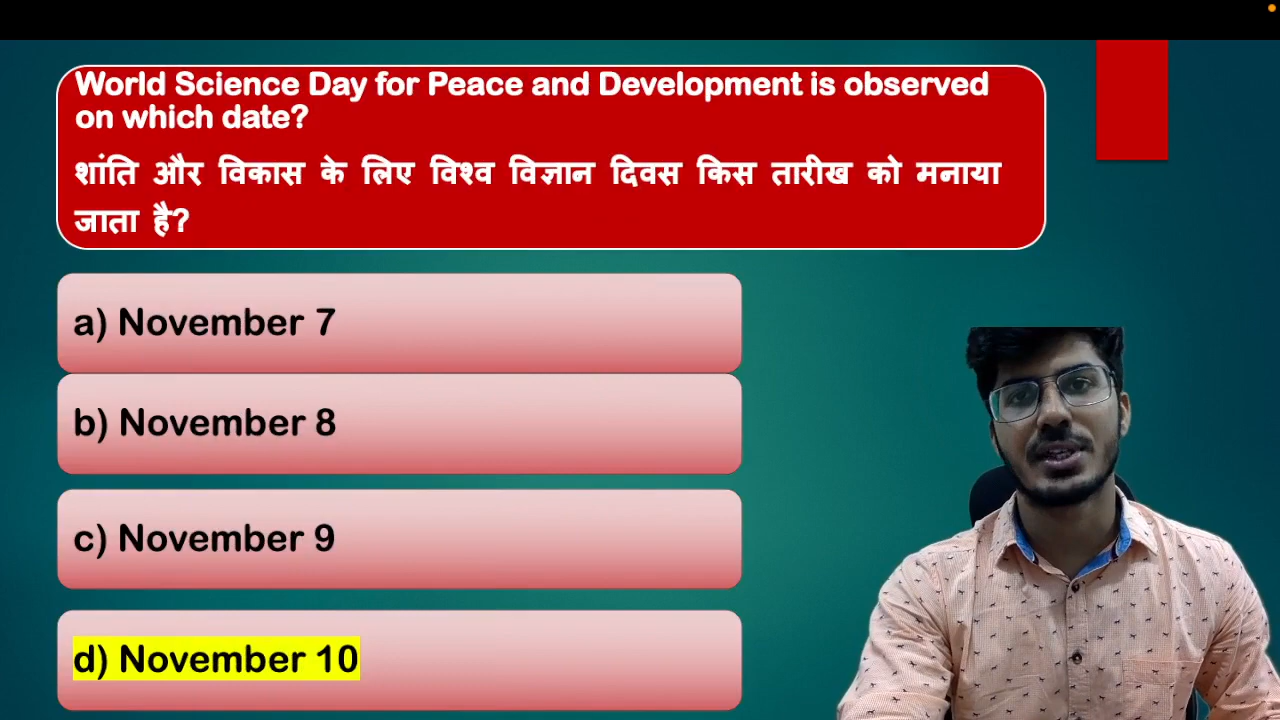 World Science Day for Peace and Development is observed
on which date?
शांति और विकास के लिए विश्व विज्ञान दिवस किस तारीख को मनाया
जाता है?
a) November 7
b) November 8
c) November 9
d) November 10